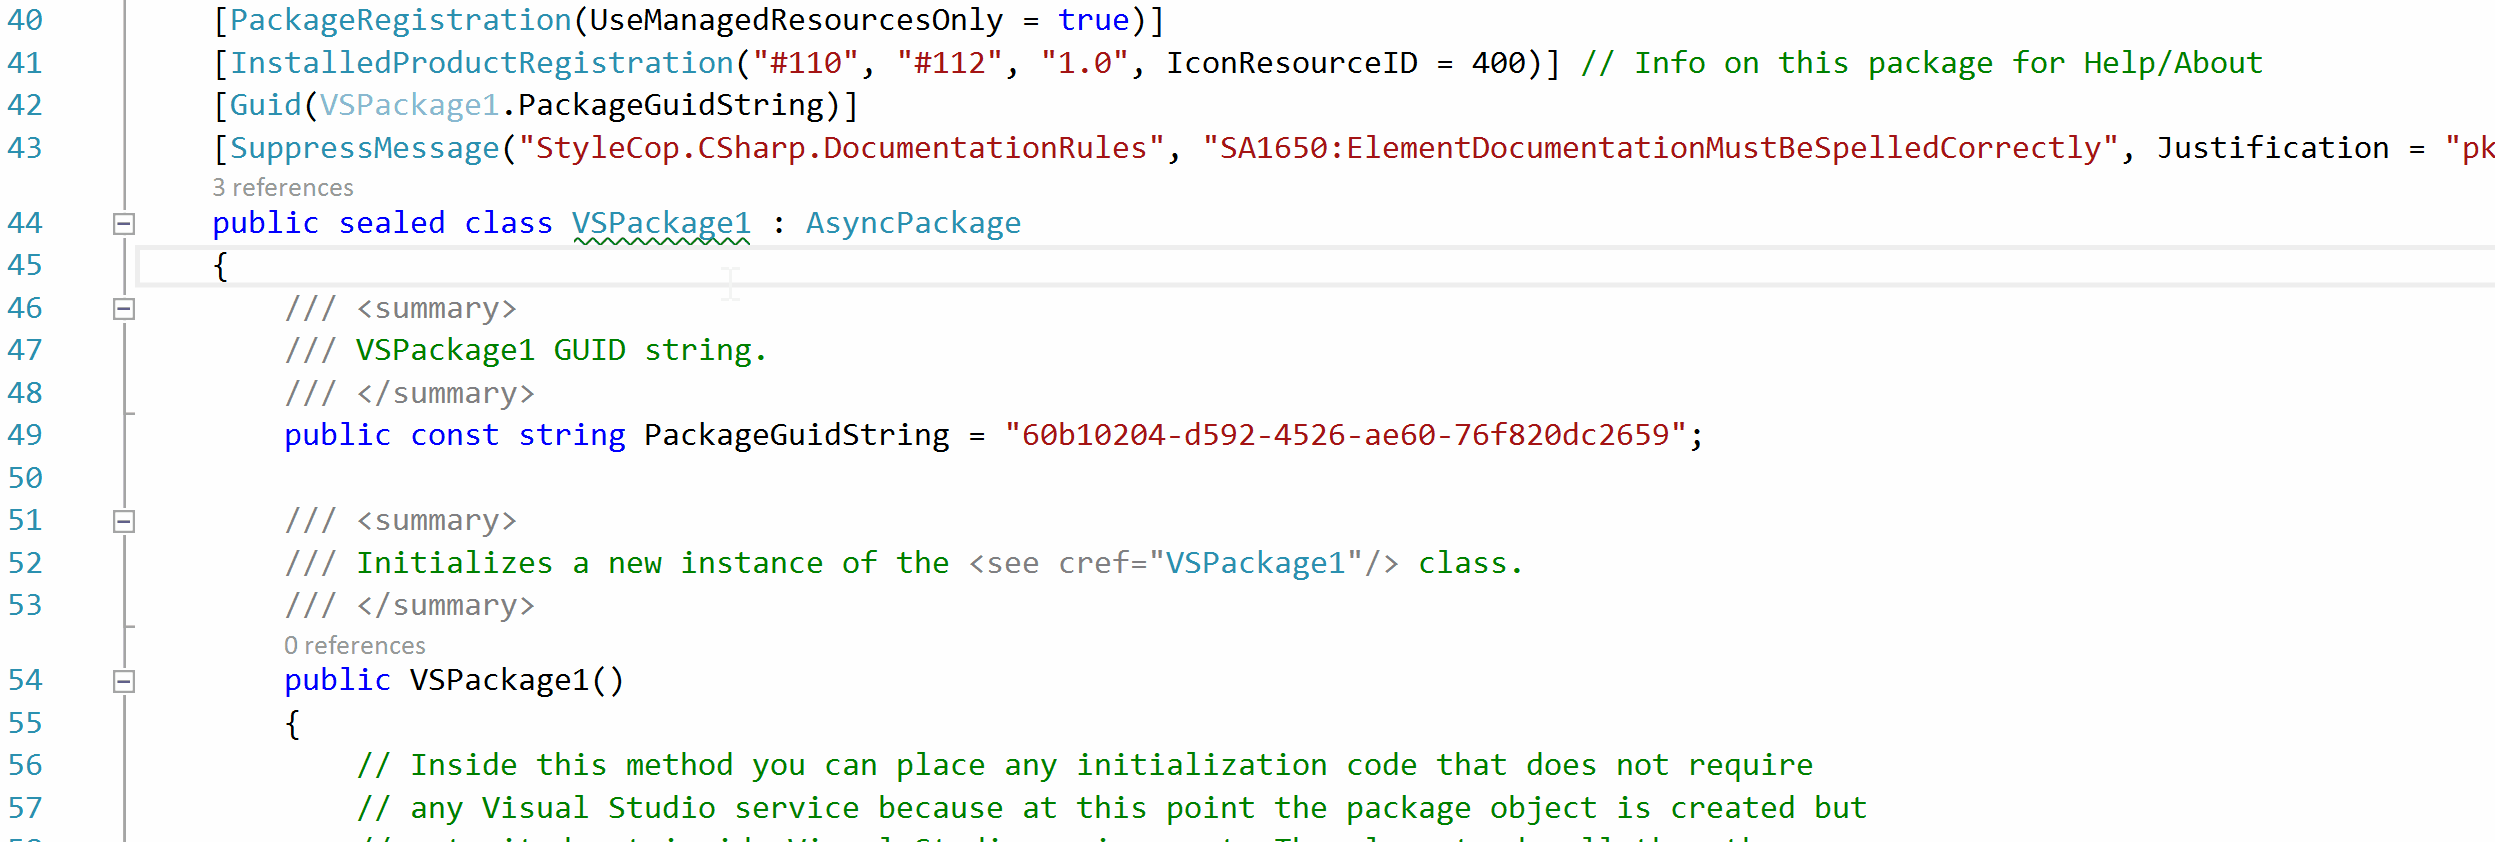 40 [PackageRegistration(UseManagedResourcesOnly = true)]
41 [InstalledProductRegistration("#110", "#112", "1.0", IconResourceID = 400)] // Info on this package for Help/About
42 [Guid(VSPackage1.PackageGuidString)]
43 [SuppressMessage("StyleCop.CSharp.DocumentationRules", "SA1650:ElementDocumentationMustBeSpelledCorrectly", Justification = "pk
3 references
44 public sealed class VSPackage1 : AsyncPackage
45 {
46 /// <summary>
47 /// VSPackage1 GUID string.
48 /// </summary>
49 public const string PackageGuidString = "60b10204-d592-4526-ae60-76f820dc2659";
50
51 /// <summary>
52 /// Initializes a new instance of the <see cref="VSPackage1"/> class.
53 /// </summary>
0 references
54 public VSPackage1()
55 {
56 // Inside this method you can place any initialization code that does not require
57 // any Visual Studio service because at this point the package object is created but